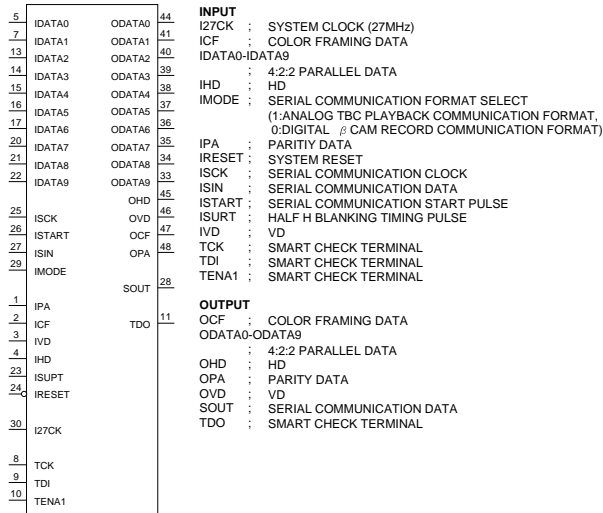 5 IDATA0 ODATA0 44
7 IDATA1 ODATA1 41
13 IDATA2 ODATA2 40
14 IDATA3 ODATA3 39
15 IDATA4 ODATA4 38
16 IDATA5 ODATA5 37
17 IDATA6 ODATA6 36
20 IDATA7 ODATA7 35
21 IDATA8 ODATA8 34
22 IDATA9 ODATA9 33
OHD 45
25 ISCK OVD 46
26 ISTART OCF 47
27 ISIN OPA 48
29 IMODE
SOUT 28
1 IPA
2 ICF TDO 11
3 IVD
4 IHD
23 ISUPT
24 IRESET
30 I27CK
8 TCK
9 TDI
10 TENA1
INPUT
I27CK ; SYSTEM CLOCK (27MHz)
ICF ; COLOR FRAMING DATA
IDATA0-IDATA9
; 4:2:2 PARALLEL DATA
IHD ; HD
IMODE ; SERIAL COMMUNICATION FORMAT SELECT
(1:ANALOG TBC PLAYBACK COMMUNICATION FORMAT,
0:DIGITAL β CAM RECORD COMMUNICATION FORMAT)
IPA ; PARITIY DATA
IRESET ; SYSTEM RESET
ISCK ; SERIAL COMMUNICATION CLOCK
ISIN ; SERIAL COMMUNICATION DATA
ISTART ; SERIAL COMMUNICATION START PULSE
ISURT ; HALF H BLANKING TIMING PULSE
IVD ; VD
TCK ; SMART CHECK TERMINAL
TDI ; SMART CHECK TERMINAL
TENA1 ; SMART CHECK TERMINAL
OUTPUT
OCF ; COLOR FRAMING DATA
ODATA0-ODATA9
; 4:2:2 PARALLEL DATA
OHD ; HD
OPA ; PARITY DATA
OVD ; VD
SOUT ; SERIAL COMMUNICATION DATA
TDO ; SMART CHECK TERMINAL